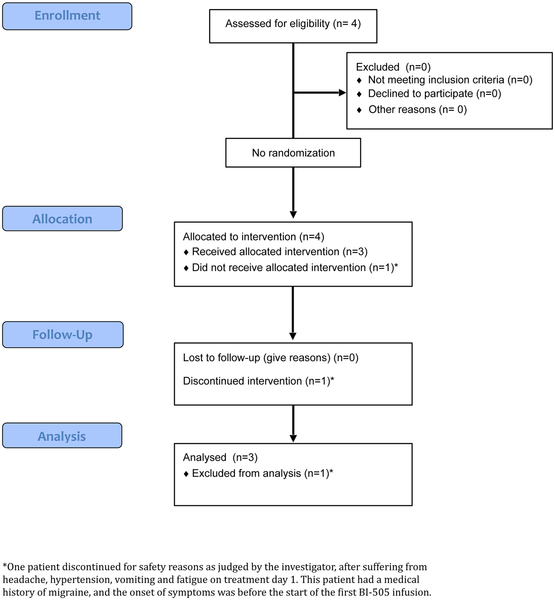 Enrollment
Assessed for eligibility (n= 4)
Excluded (n=0)
♦ Not meeting inclusion criteria (n=0)
♦ Declined to participate (n=0)
♦ Other reasons (n= 0)
No randomization
Allocation
Allocated to intervention (n=4)
♦ Received allocated intervention (n=3)
♦ Did not receive allocated intervention (n=1)*
Follow-Up
Lost to follow-up (give reasons) (n=0)
Discontinued intervention (n=1)*
Analysis
Analysed (n=3)
♦ Excluded from analysis (n=1)*
*One patient discontinued for safety reasons as judged by the investigator, after suffering from
headache, hypertension, vomiting and fatigue on treatment day 1. This patient had a medical
history of migraine, and the onset of symptoms was before the start of the first BI-505 infusion.